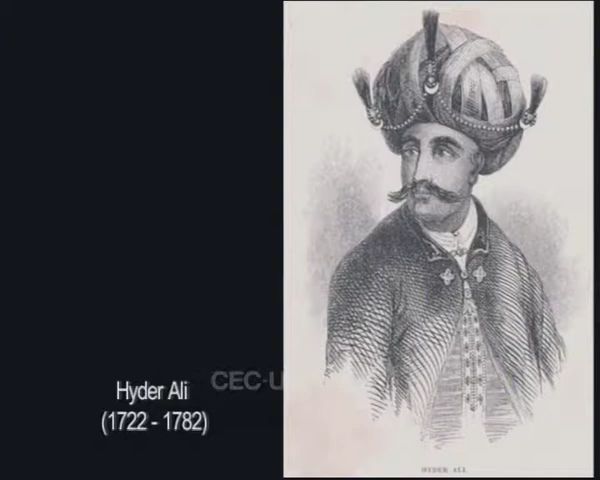 CEC-U
Hyder Ali
(1722 - 1782)
HYDER ALI.